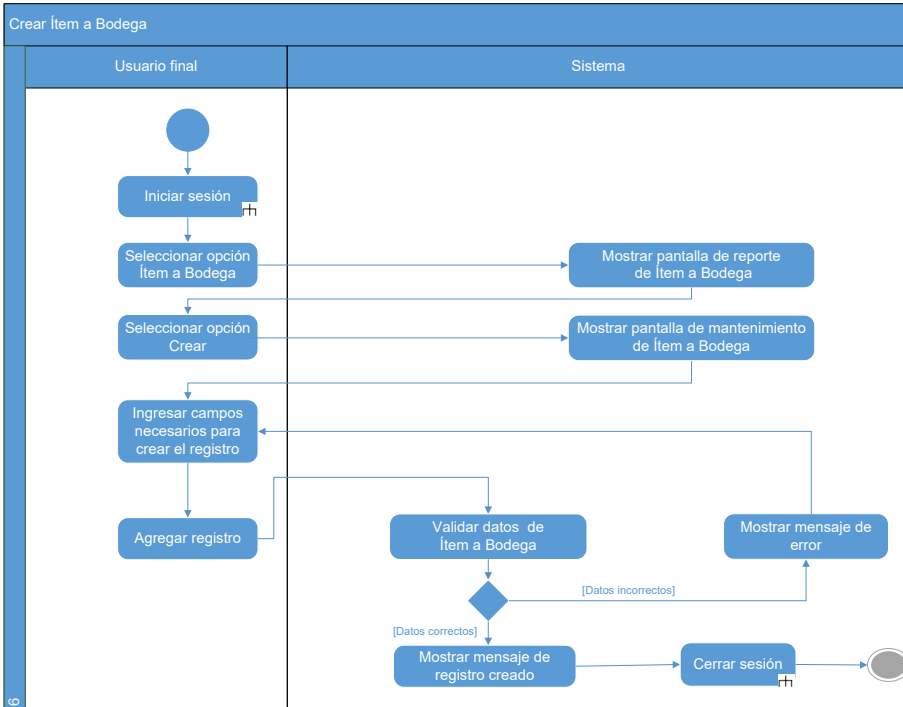 Crear Ítem a Bodega
Usuario final
Sistema
Iniciar sesión
Seleccionar opción
Ítem a Bodega
Mostrar pantalla de reporte
de Ítem a Bodega
Seleccionar opción
Crear
Mostrar pantalla de mantenimiento
de Ítem a Bodega
Ingresar campos
necesarios para
crear el registro
Agregar registro
Validar datos de
Ítem a Bodega
Mostrar mensaje de
error
[Datos incorrectos]
[Datos correctos]
Mostrar mensaje de
registro creado
Cerrar sesión